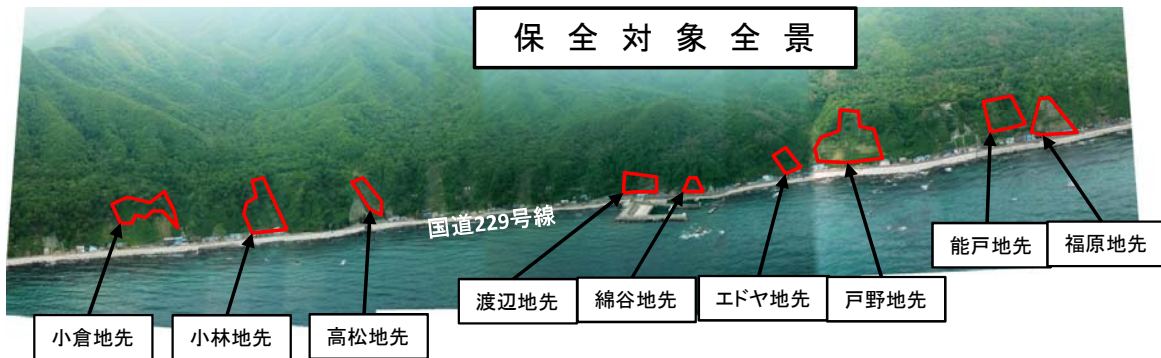 保全対象全景
国道229号線
小倉地先
小林地先
高松地先
渡辺地先
綿谷地先
エドヤ地先
戸野地先
能戸地先
福原地先